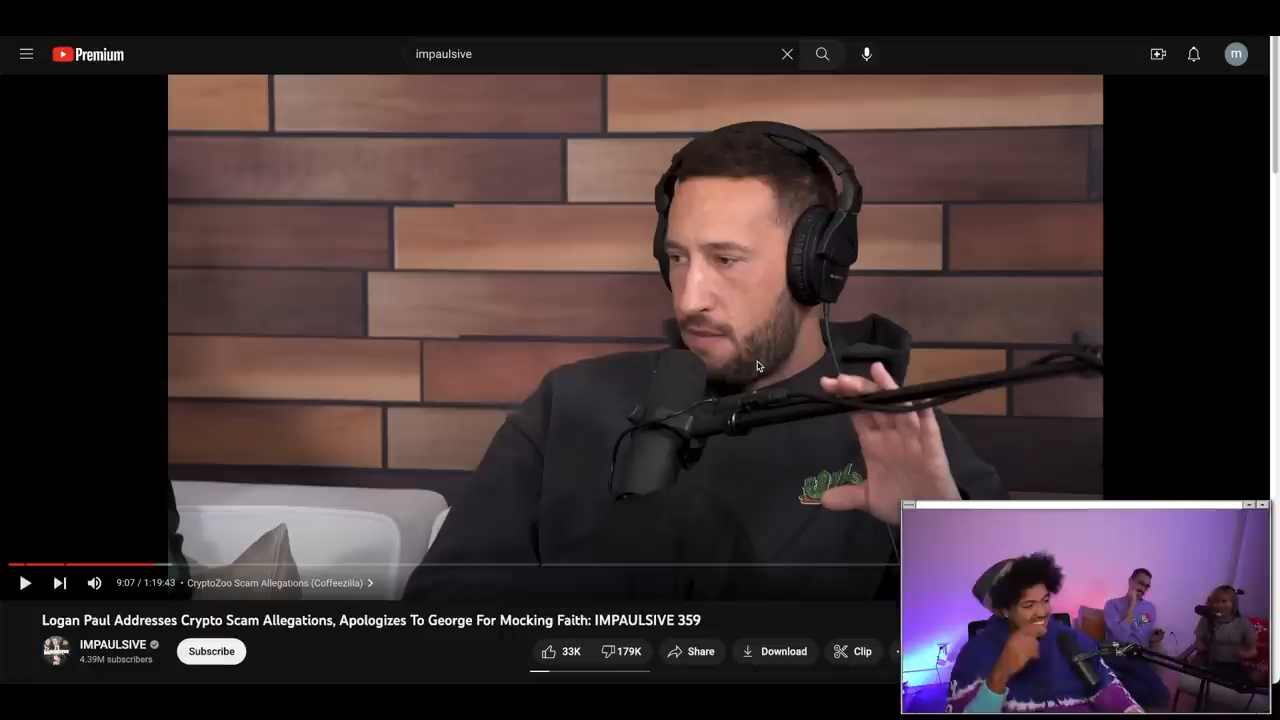 Premium
impaulsive
m
9:07 / 1:19:43 • CryptoZoo Scam Allegations (Coffeezilla)
Logan Paul Addresses Crypto Scam Allegations, Apologizes To George For Mocking Faith: IMPAULSIVE 359
IMPAULSIVE
4.39M subscribers
Subscribe
33K
179K
Share
Download
Clip